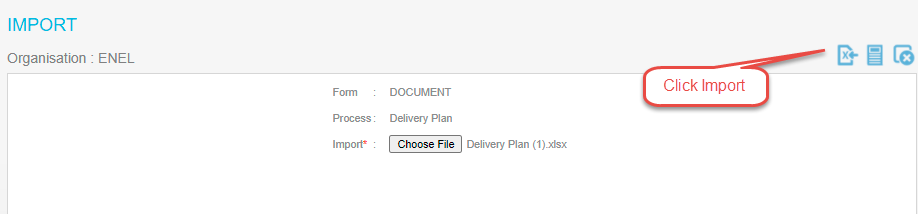 IMPORT
Organisation : ENEL
Click Import
Form : DOCUMENT
Process : Delivery Plan
Import* : Choose File Delivery Plan (1).xlsx